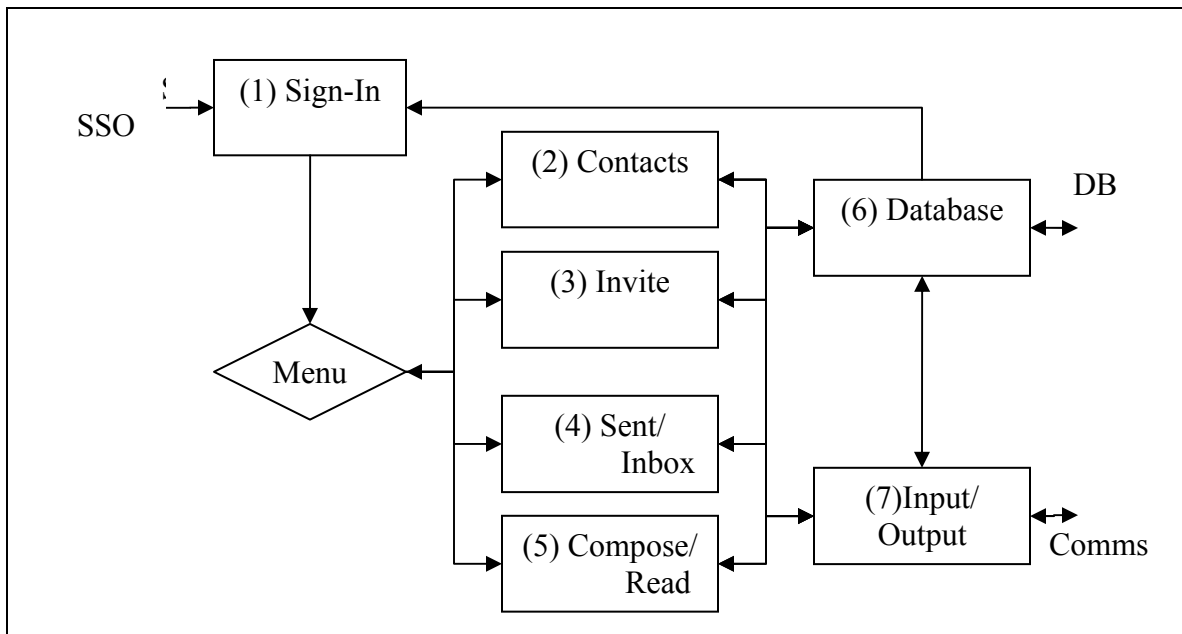 (1) Sign-In
SSO
(2) Contacts
DB
(6) Database
(3) Invite
Menu
(4) Sent/
Inbox
(7)Input/
Output
(5) Compose/
Read
Comms